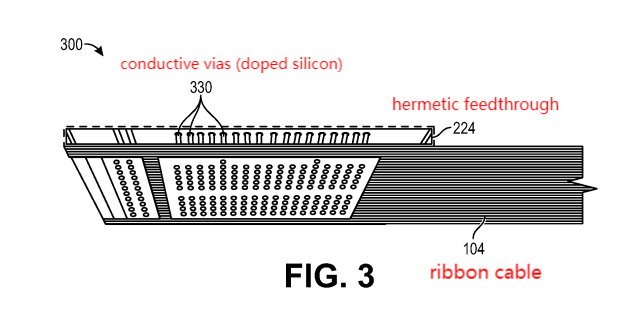 300
conductive vias (doped silicon)
330
hermetic feedthrough
224
104
ribbon cable
FIG. 3